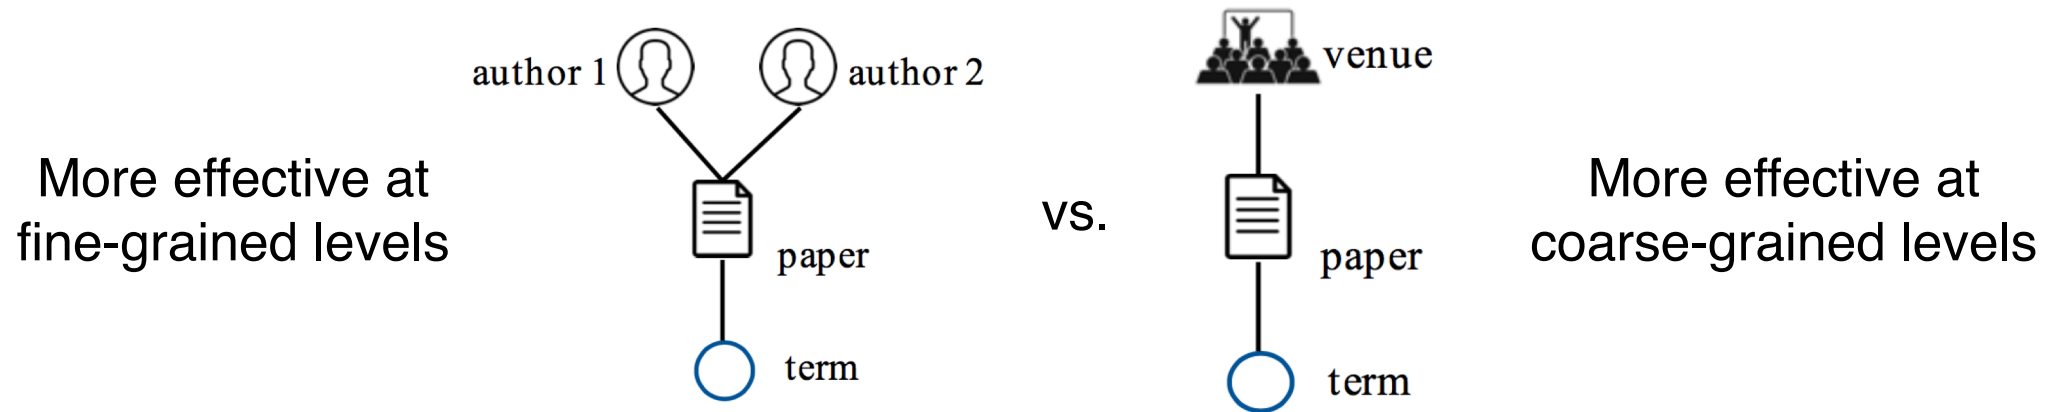 More effective at
fine-grained levels
author 1
author 2
paper
term
vs.
venue
paper
term
More effective at
coarse-grained levels